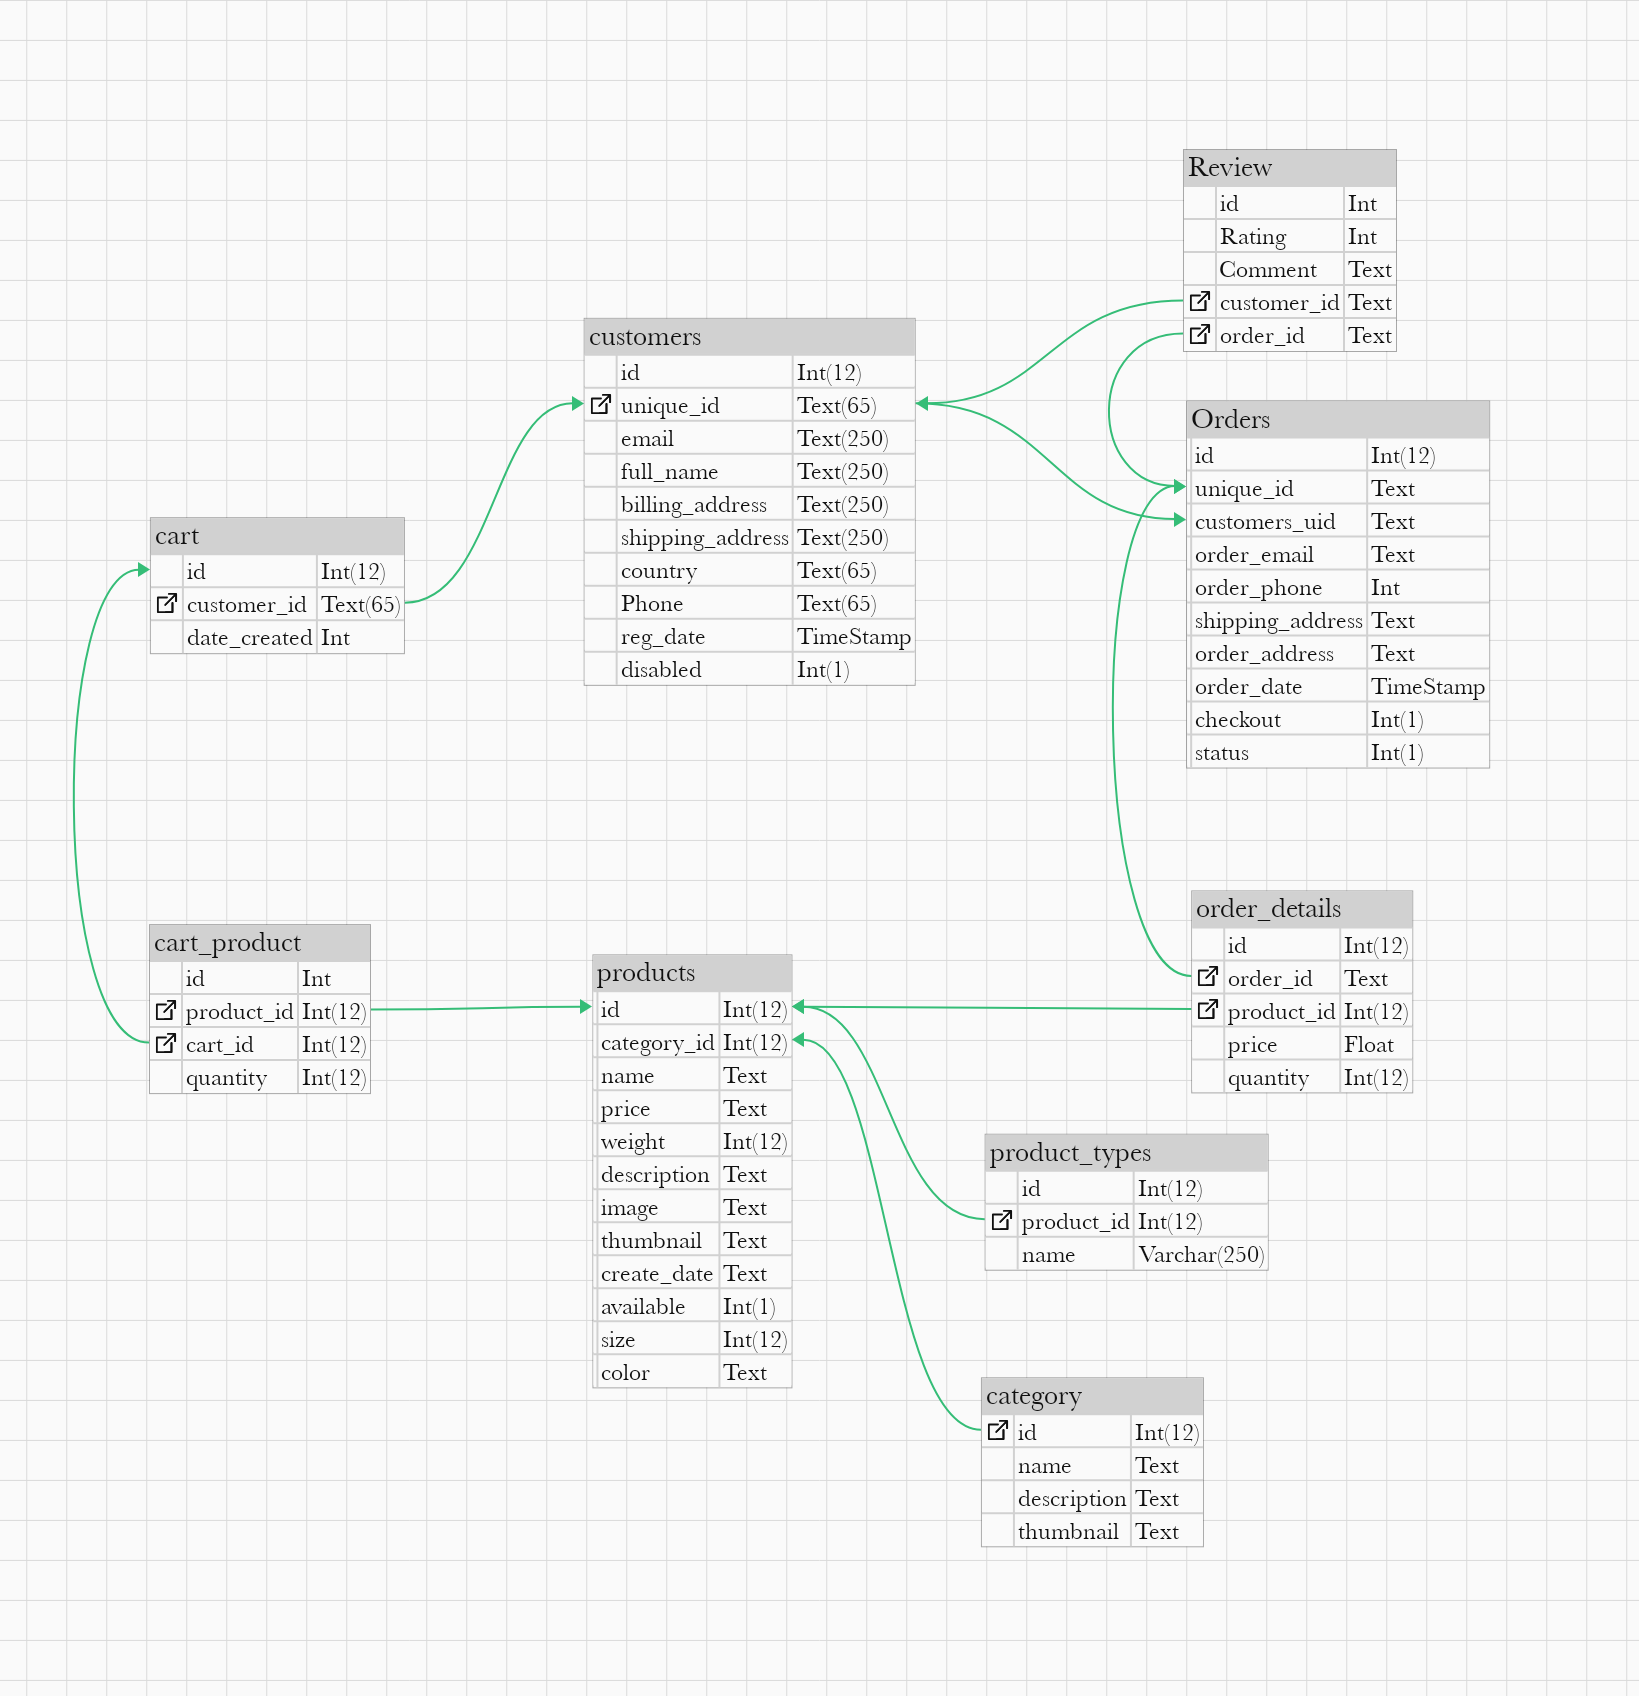 Review
id Int
Rating Int
Comment Text
customer_id Text
order_id Text
customers
id Int(12)
unique_id Text(65)
email Text(250)
full_name Text(250)
billing_address Text(250)
shipping_address Text(250)
country Text(65)
Phone Text(65)
reg_date TimeStamp
disabled Int(1)
Orders
id Int(12)
unique_id Text
customers_uid Text
order_email Text
order_phone Int
shipping_address Text
order_address Text
order_date TimeStamp
checkout Int(1)
status Int(1)
cart
id Int(12)
customer_id Text(65)
date_created Int
cart_product
id Int
product_id Int(12)
cart_id Int(12)
quantity Int(12)
products
id Int(12)
category_id Int(12)
name Text
price Text
weight Int(12)
description Text
image Text
thumbnail Text
create_date Text
available Int(1)
size Int(12)
color Text
order_details
id Int(12)
order_id Text
product_id Int(12)
price Float
quantity Int(12)
product_types
id Int(12)
product_id Int(12)
name Varchar(250)
category
id Int(12)
name Text
description Text
thumbnail Text